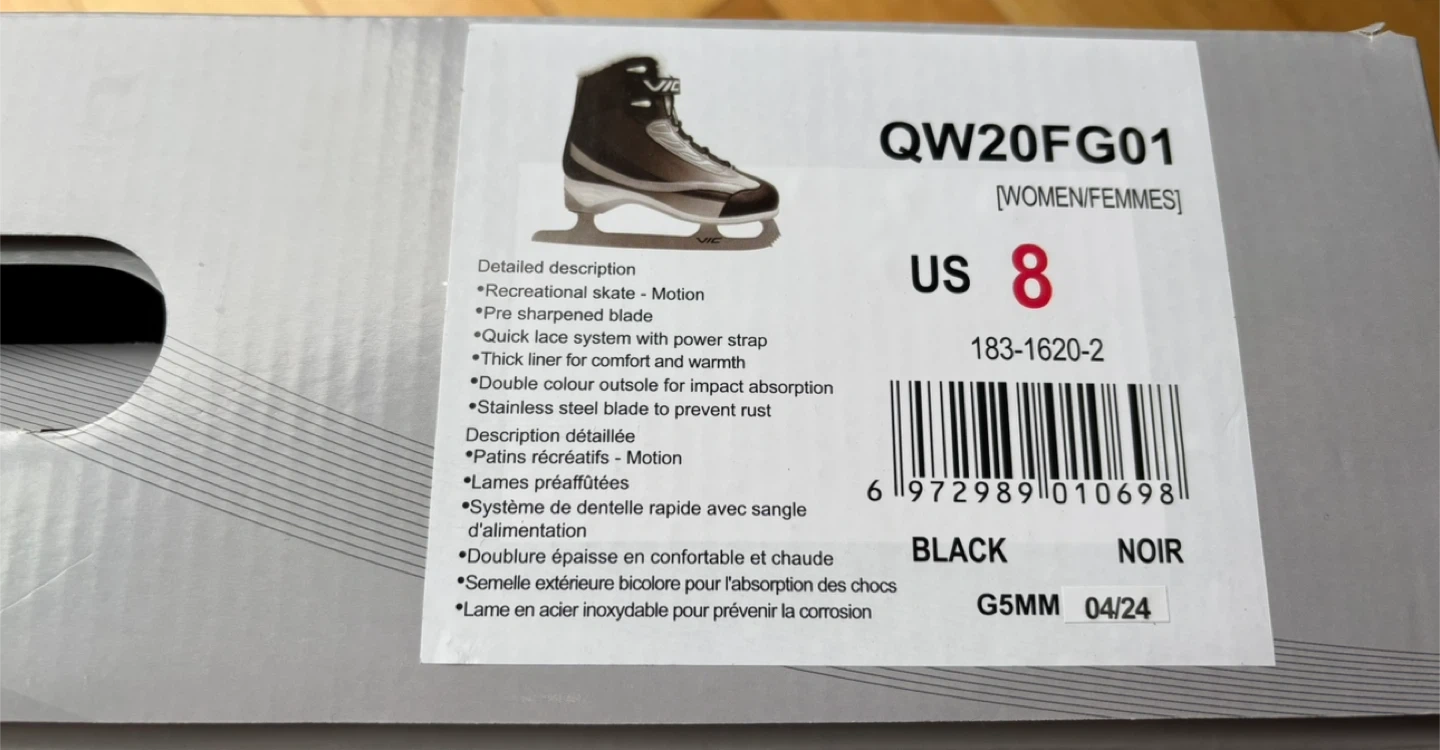 VIC
VIC
Detailed description
•Recreational skate - Motion
•Pre sharpened blade
•Quick lace system with power strap
•Thick liner for comfort and warmth
•Double colour outsole for impact absorption
•Stainless steel blade to prevent rust
Description détaillée
•Patins récréatifs - Motion
•Lames préaffûtées
•Système de dentelle rapide avec sangle
d'alimentation
•Doublure épaisse en confortable et chaude
•Semelle extérieure bicolore pour l'absorption des chocs
•Lame en acier inoxydable pour prévenir la corrosion
QW20FG01
[WOMEN/FEMMES]
US 8
183-1620-2
6 972989 010698
BLACK NOIR
G5MM 04/24